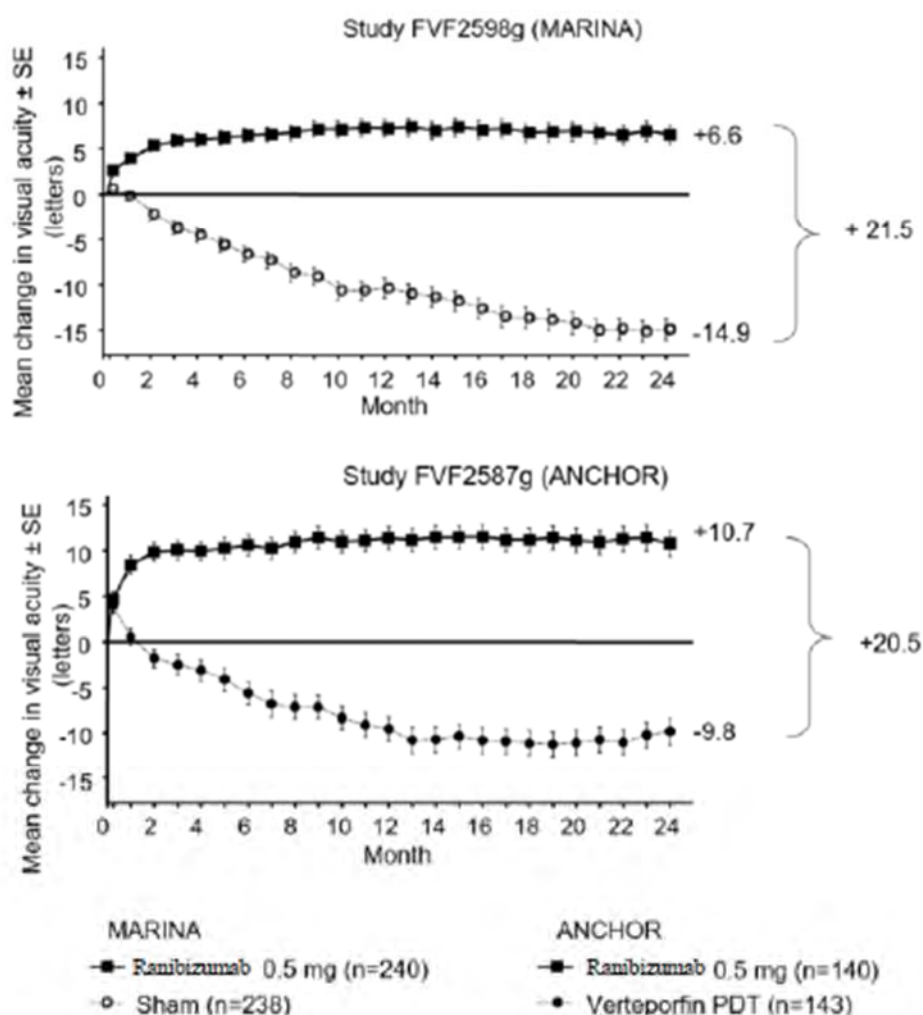 Study FVF2598g (MARINA)
Mean change in visual acuity ± SE
(letters)
15
10
5
0
-5
-10
-15
+6.6
-14.9
+ 21.5
0 2 4 6 8 10 12 14 16 18 20 22 24
Month
Study FVF2587g (ANCHOR)
Mean change in visual acuity ± SE
(letters)
15
10
5
0
-5
-10
-15
+10.7
-9.8
+20.5
0 2 4 6 8 10 12 14 16 18 20 22 24
Month
MARINA
Ranibizumab 0.5 mg (n=240)
Sham (n=238)
ANCHOR
Ranibizumab 0.5 mg (n=140)
Verteporfin PDT (n=143)